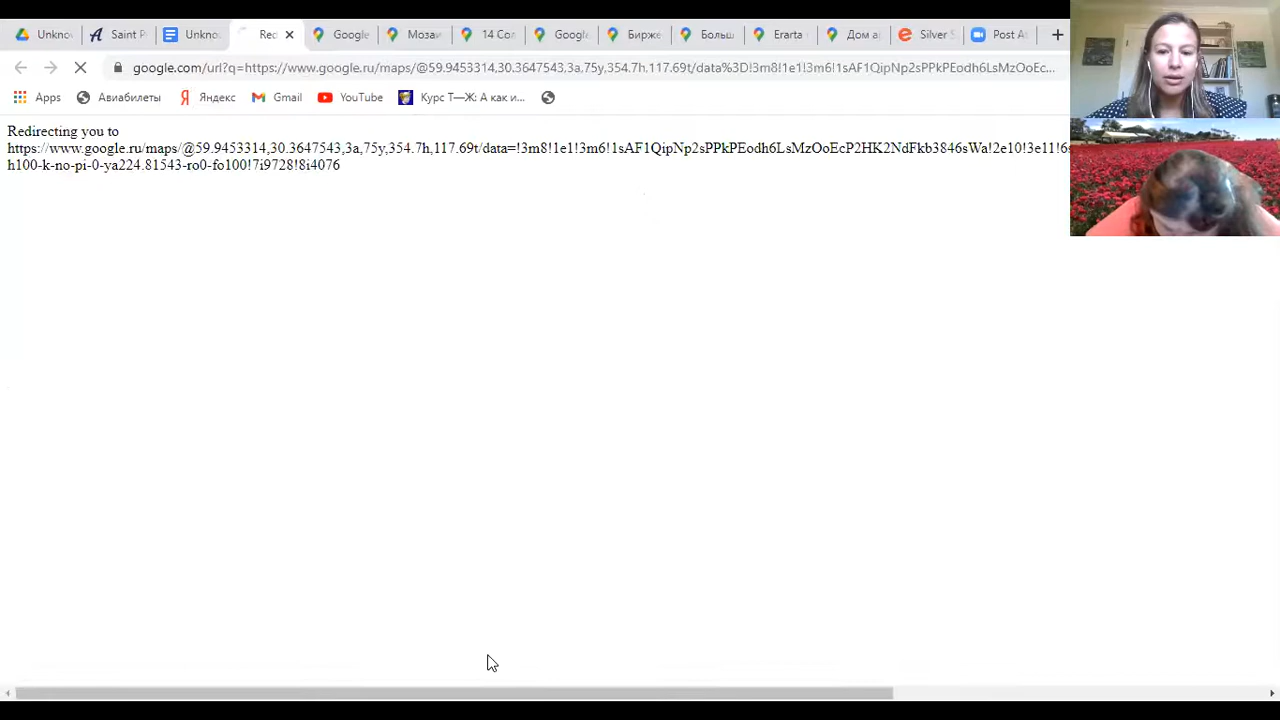 Unkno
Saint P
Unkno
Rec
Googl
Мозаи
14 Co
Google
Бирже
Больш
Erarta
Дом в
Silver S
Post A
google.com/url?q=https://www.google.ru/maps/@59.9453314,30.3647543,3a,75y,354.7h,117.69t/data%3D!3m8!1e1!3m6!1sAF1QipNp2sPPkPEodh6LsMzOoEc...
Apps
Авиабилеты
Яндекс
Gmail
YouTube
Курс Т—Ж: А как и...
Redirecting you to
https://www.google.ru/maps/@59.9453314,30.3647543,3a,75y,354.7h,117.69t/data=!3m8!1e1!3m6!1sAF1QipNp2sPPkPEodh6LsMzOoEcP2HK2NdFkb3846sWa!2e10!3e11!6s
h100-k-no-pi-0-ya224.81543-ro0-fo100!7i9728!8i4076